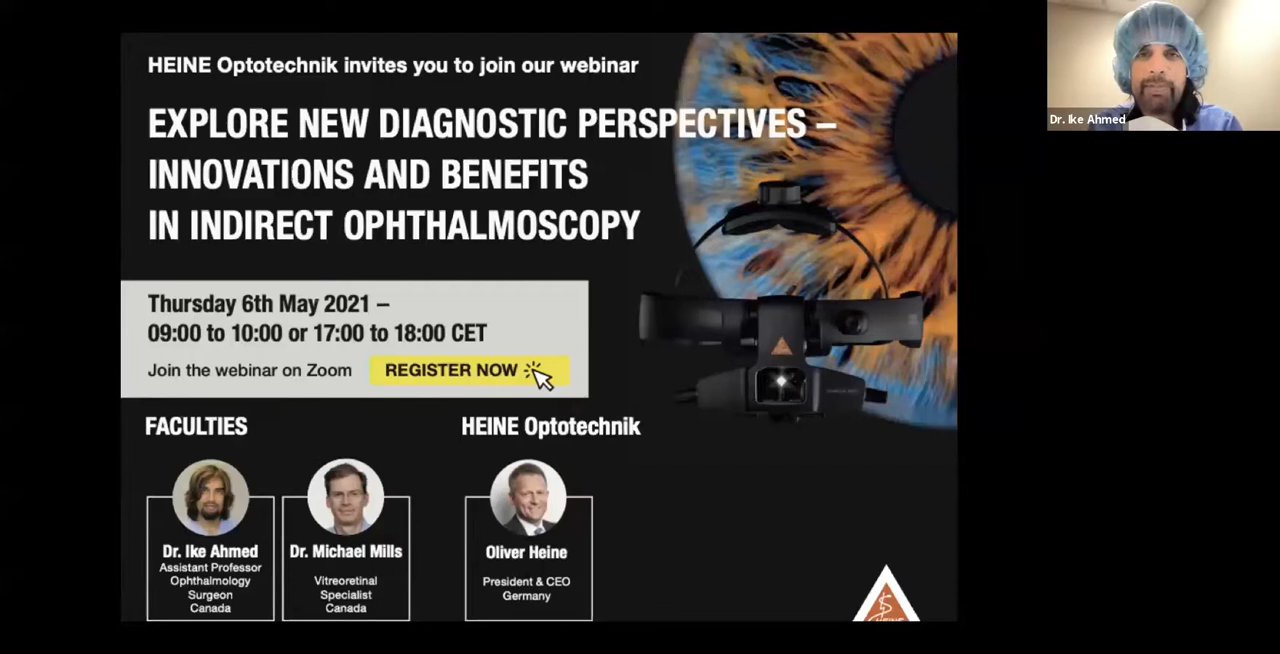 HEINE Optotechnik invites you to join our webinar
EXPLORE NEW DIAGNOSTIC PERSPECTIVES –
INNOVATIONS AND BENEFITS
IN INDIRECT OPHTHALMOSCOPY
Thursday 6th May 2021 –
09:00 to 10:00 or 17:00 to 18:00 CET
Join the webinar on Zoom REGISTER NOW
FACULTIES
Dr. Ike Ahmed
Assistant Professor
Ophthalmology
Surgeon
Canada
Dr. Michael Mills
Vitreoretinal
Specialist
Canada
HEINE Optotechnik
Oliver Heine
President & CEO
Germany
Dr. Ike Ahmed